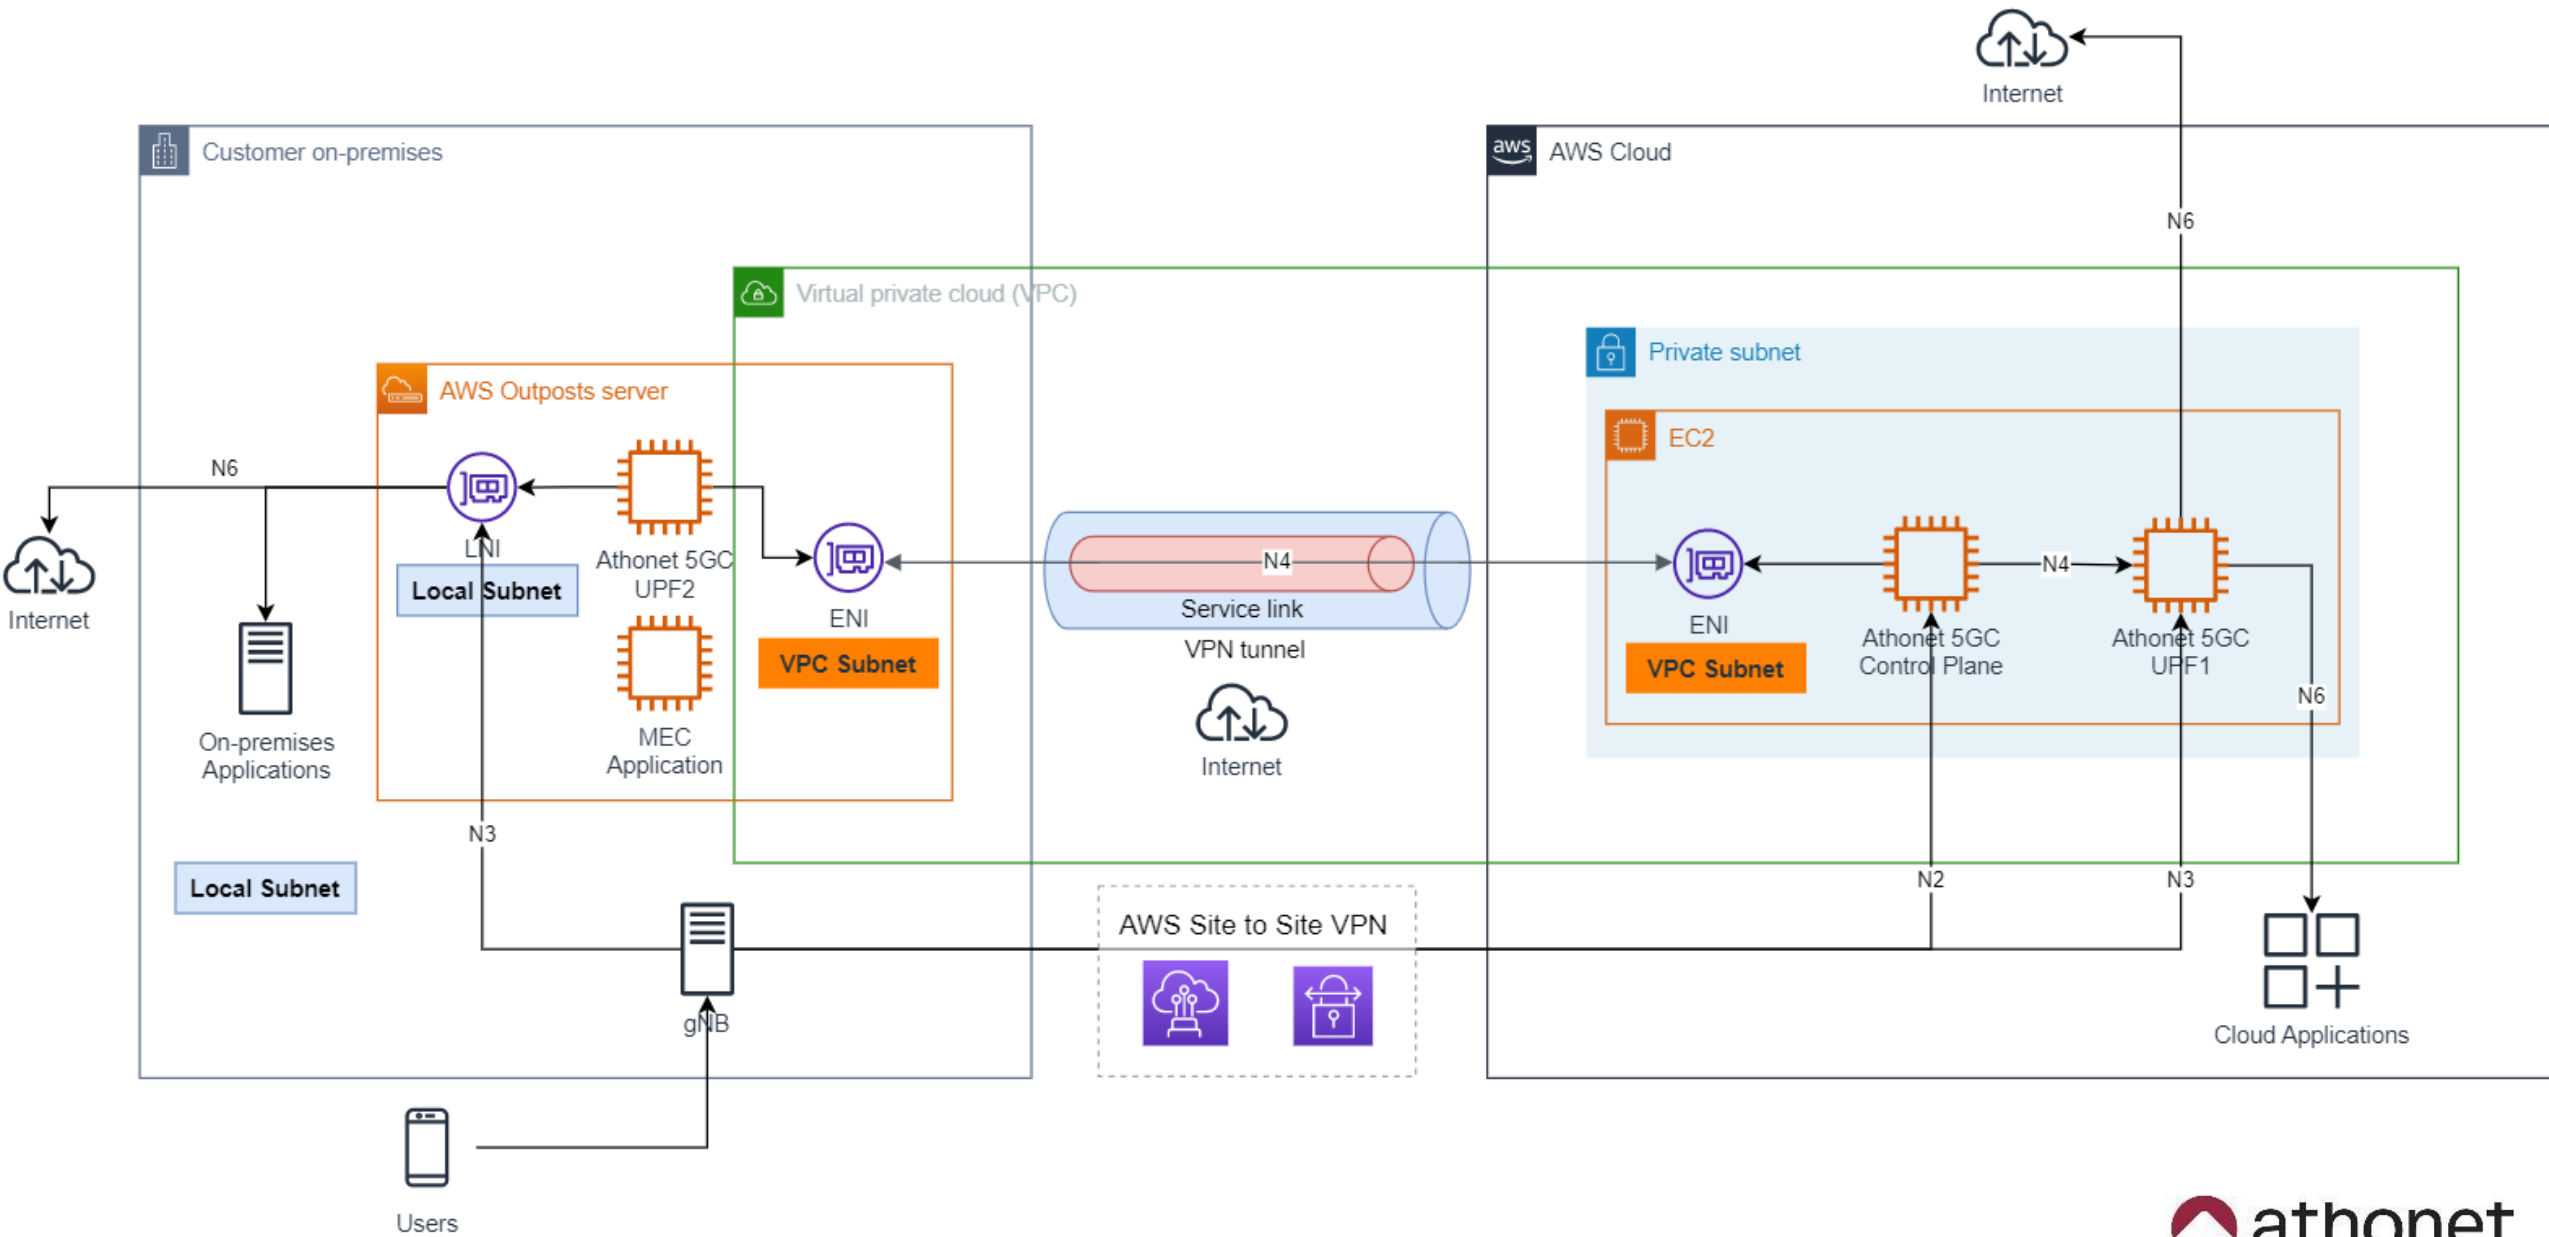 Internet
Customer on-premises
aws
AWS Cloud
N6
Virtual private cloud (VPC)
Private subnet
AWS Outposts server
EC2
N6
LNI
Local Subnet
Athonet 5GC
UPF2
ENI
VPC Subnet
N4
Service link
VPN tunnel
Internet
ENI
VPC Subnet
N4
Athonet 5GC
Control Plane
Athonet 5GC
UPF1
N6
Internet
On-premises
Applications
MEC
Application
N3
Local Subnet
N2
N3
AWS Site to Site VPN
gNB
Cloud Applications
Users
athonet